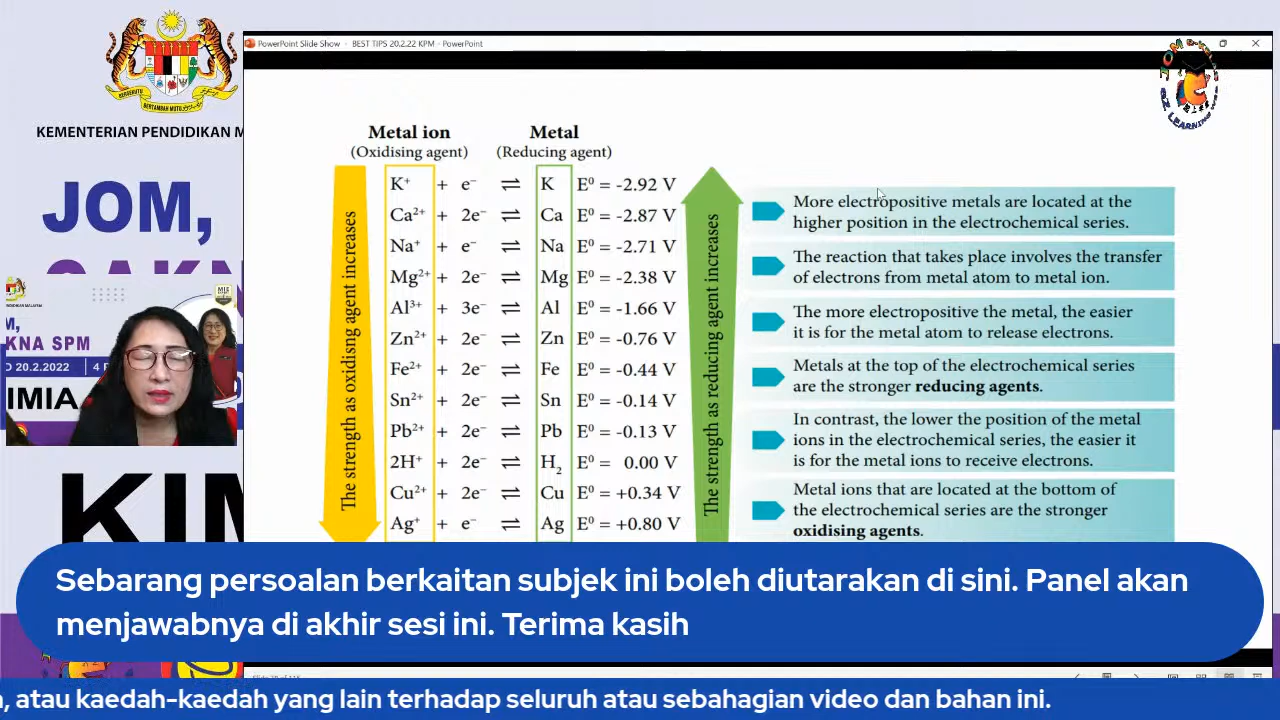 PowerPoint Slide Show - BEST TIPS 20.2.22 KPM - PowerPoint
BERSEKUTU BERTAMBAH MUTU
KEMENTERIAN PENDIDIKAN M
JOM,
M,
KNA SPM
O 20.2.2022
IMIA
KIM
Metal ion
(Oxidising agent)
Metal
(Reducing agent)
The strength as oxidisng agent increases
K⁺ + e⁻ ⇌ K E⁰ = -2.92 V
Ca²⁺ + 2e⁻ ⇌ Ca E⁰ = -2.87 V
Na⁺ + e⁻ ⇌ Na E⁰ = -2.71 V
Mg²⁺ + 2e⁻ ⇌ Mg E⁰ = -2.38 V
Al³⁺ + 3e⁻ ⇌ Al E⁰ = -1.66 V
Zn²⁺ + 2e⁻ ⇌ Zn E⁰ = -0.76 V
Fe²⁺ + 2e⁻ ⇌ Fe E⁰ = -0.44 V
Sn²⁺ + 2e⁻ ⇌ Sn E⁰ = -0.14 V
Pb²⁺ + 2e⁻ ⇌ Pb E⁰ = -0.13 V
2H⁺ + 2e⁻ ⇌ H₂ E⁰ = 0.00 V
Cu²⁺ + 2e⁻ ⇌ Cu E⁰ = +0.34 V
Ag⁺ + e⁻ ⇌ Ag E⁰ = +0.80 V
The strength as reducing agent increases
More electropositive metals are located at the
higher position in the electrochemical series.
The reaction that takes place involves the transfer
of electrons from metal atom to metal ion.
The more electropositive the metal, the easier
it is for the metal atom to release electrons.
Metals at the top of the electrochemical series
are the stronger reducing agents.
In contrast, the lower the position of the metal
ions in the electrochemical series, the easier it
is for the metal ions to receive electrons.
Metal ions that are located at the bottom of
the electrochemical series are the stronger
oxidising agents.
Sebarang persoalan berkaitan subjek ini boleh diutarakan di sini. Panel akan
menjawabnya di akhir sesi ini. Terima kasih
, atau kaedah-kaedah yang lain terhadap seluruh atau sebahagian video dan bahan ini.